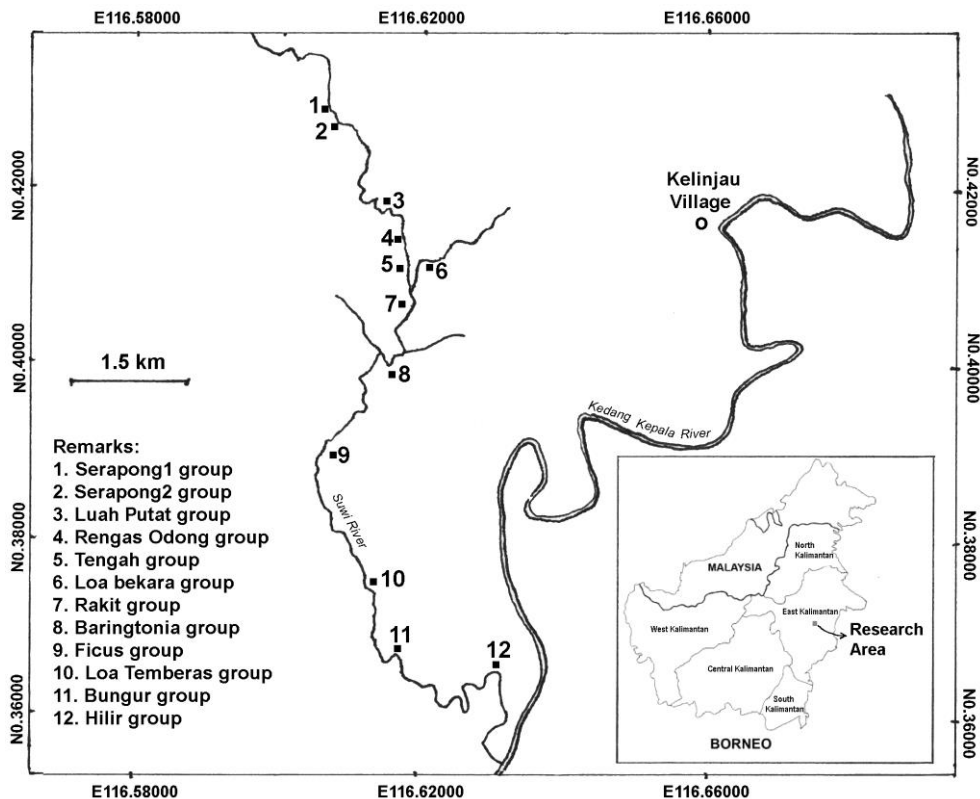 E116.58000
E116.62000
E116.66000
1
2
3
4
5
6
7
8
9
10
11
12
N0.42000
N0.40000
N0.38000
N0.36000
N0.42000
N0.40000
N0.38000
N0.36000
Kelinjau
Village
1.5 km
Kedang Kepala River
Suwi River
Remarks:
1. Serapong1 group
2. Serapong2 group
3. Luah Putat group
4. Rengas Odong group
5. Tengah group
6. Loa bekara group
7. Rakit group
8. Baringtonia group
9. Ficus group
10. Loa Temberas group
11. Bungur group
12. Hilir group
North
Kalimantan
MALAYSIA
East Kalimantan
West Kalimantan
Research
Area
Central Kalimantan
South
Kalimantan
BORNEO
E116.58000
E116.62000
E116.66000